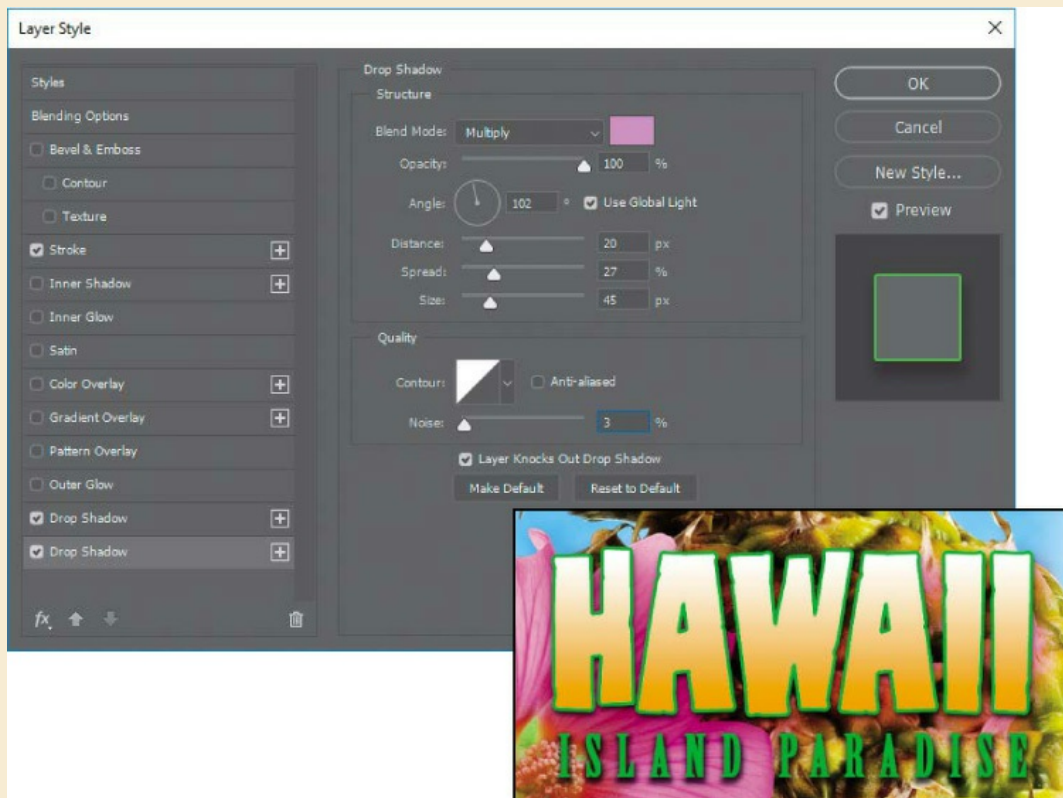 Layer Style
Styles
Blending Options
Bevel & Emboss
Contour
Texture
Stroke
Inner Shadow
Inner Glow
Satin
Color Overlay
Gradient Overlay
Pattern Overlay
Outer Glow
Drop Shadow
Drop Shadow
fx
Drop Shadow
Structure
Blend Mode: Multiply
Opacity: 100 %
Angle: 102 ° Use Global Light
Distance: 20 px
Spread: 27 %
Size: 45 px
Quality
Contour: Anti-aliased
Noise: 3 %
Layer Knocks Out Drop Shadow
Make Default Reset to Default
OK
Cancel
New Style...
Preview
HAWAII
ISLAND PARADISE